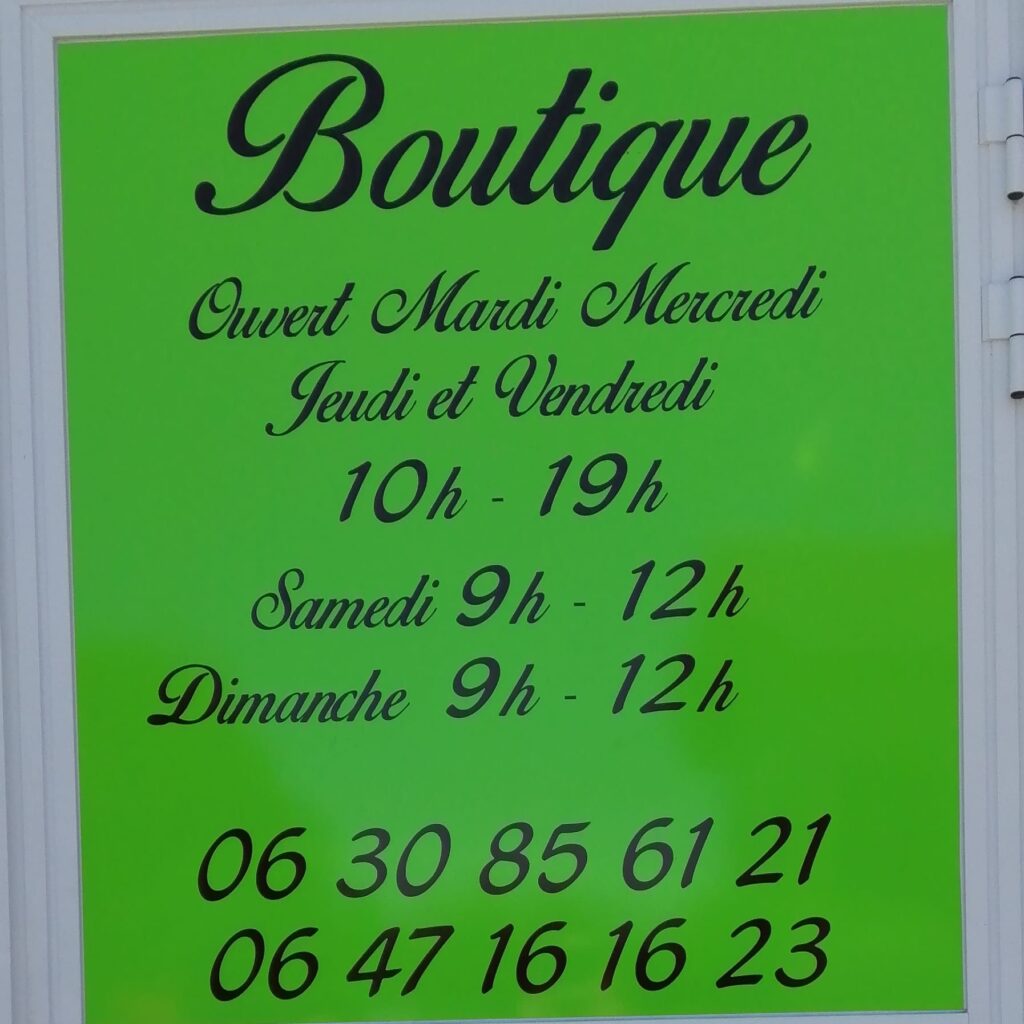 Boutique
Ouvert Mardi Mercredi
Jeudi et Vendredi
10h - 19h
Samedi 9h - 12h
Dimanche 9h - 12h
06 30 85 61 21
06 47 16 16 23